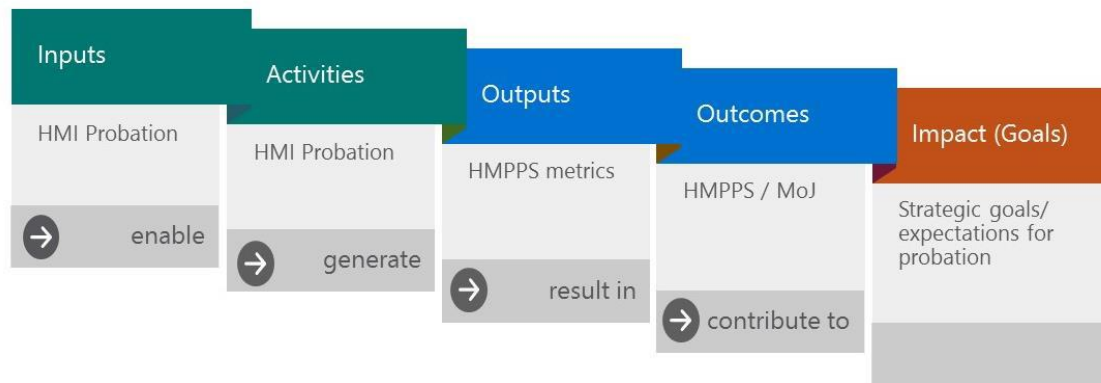 Inputs
HMI Probation
enable
Activities
HMI Probation
generate
Outputs
HMPPS metrics
result in
Outcomes
HMPPS / MoJ
contribute to
Impact (Goals)
Strategic goals/
expectations for
probation